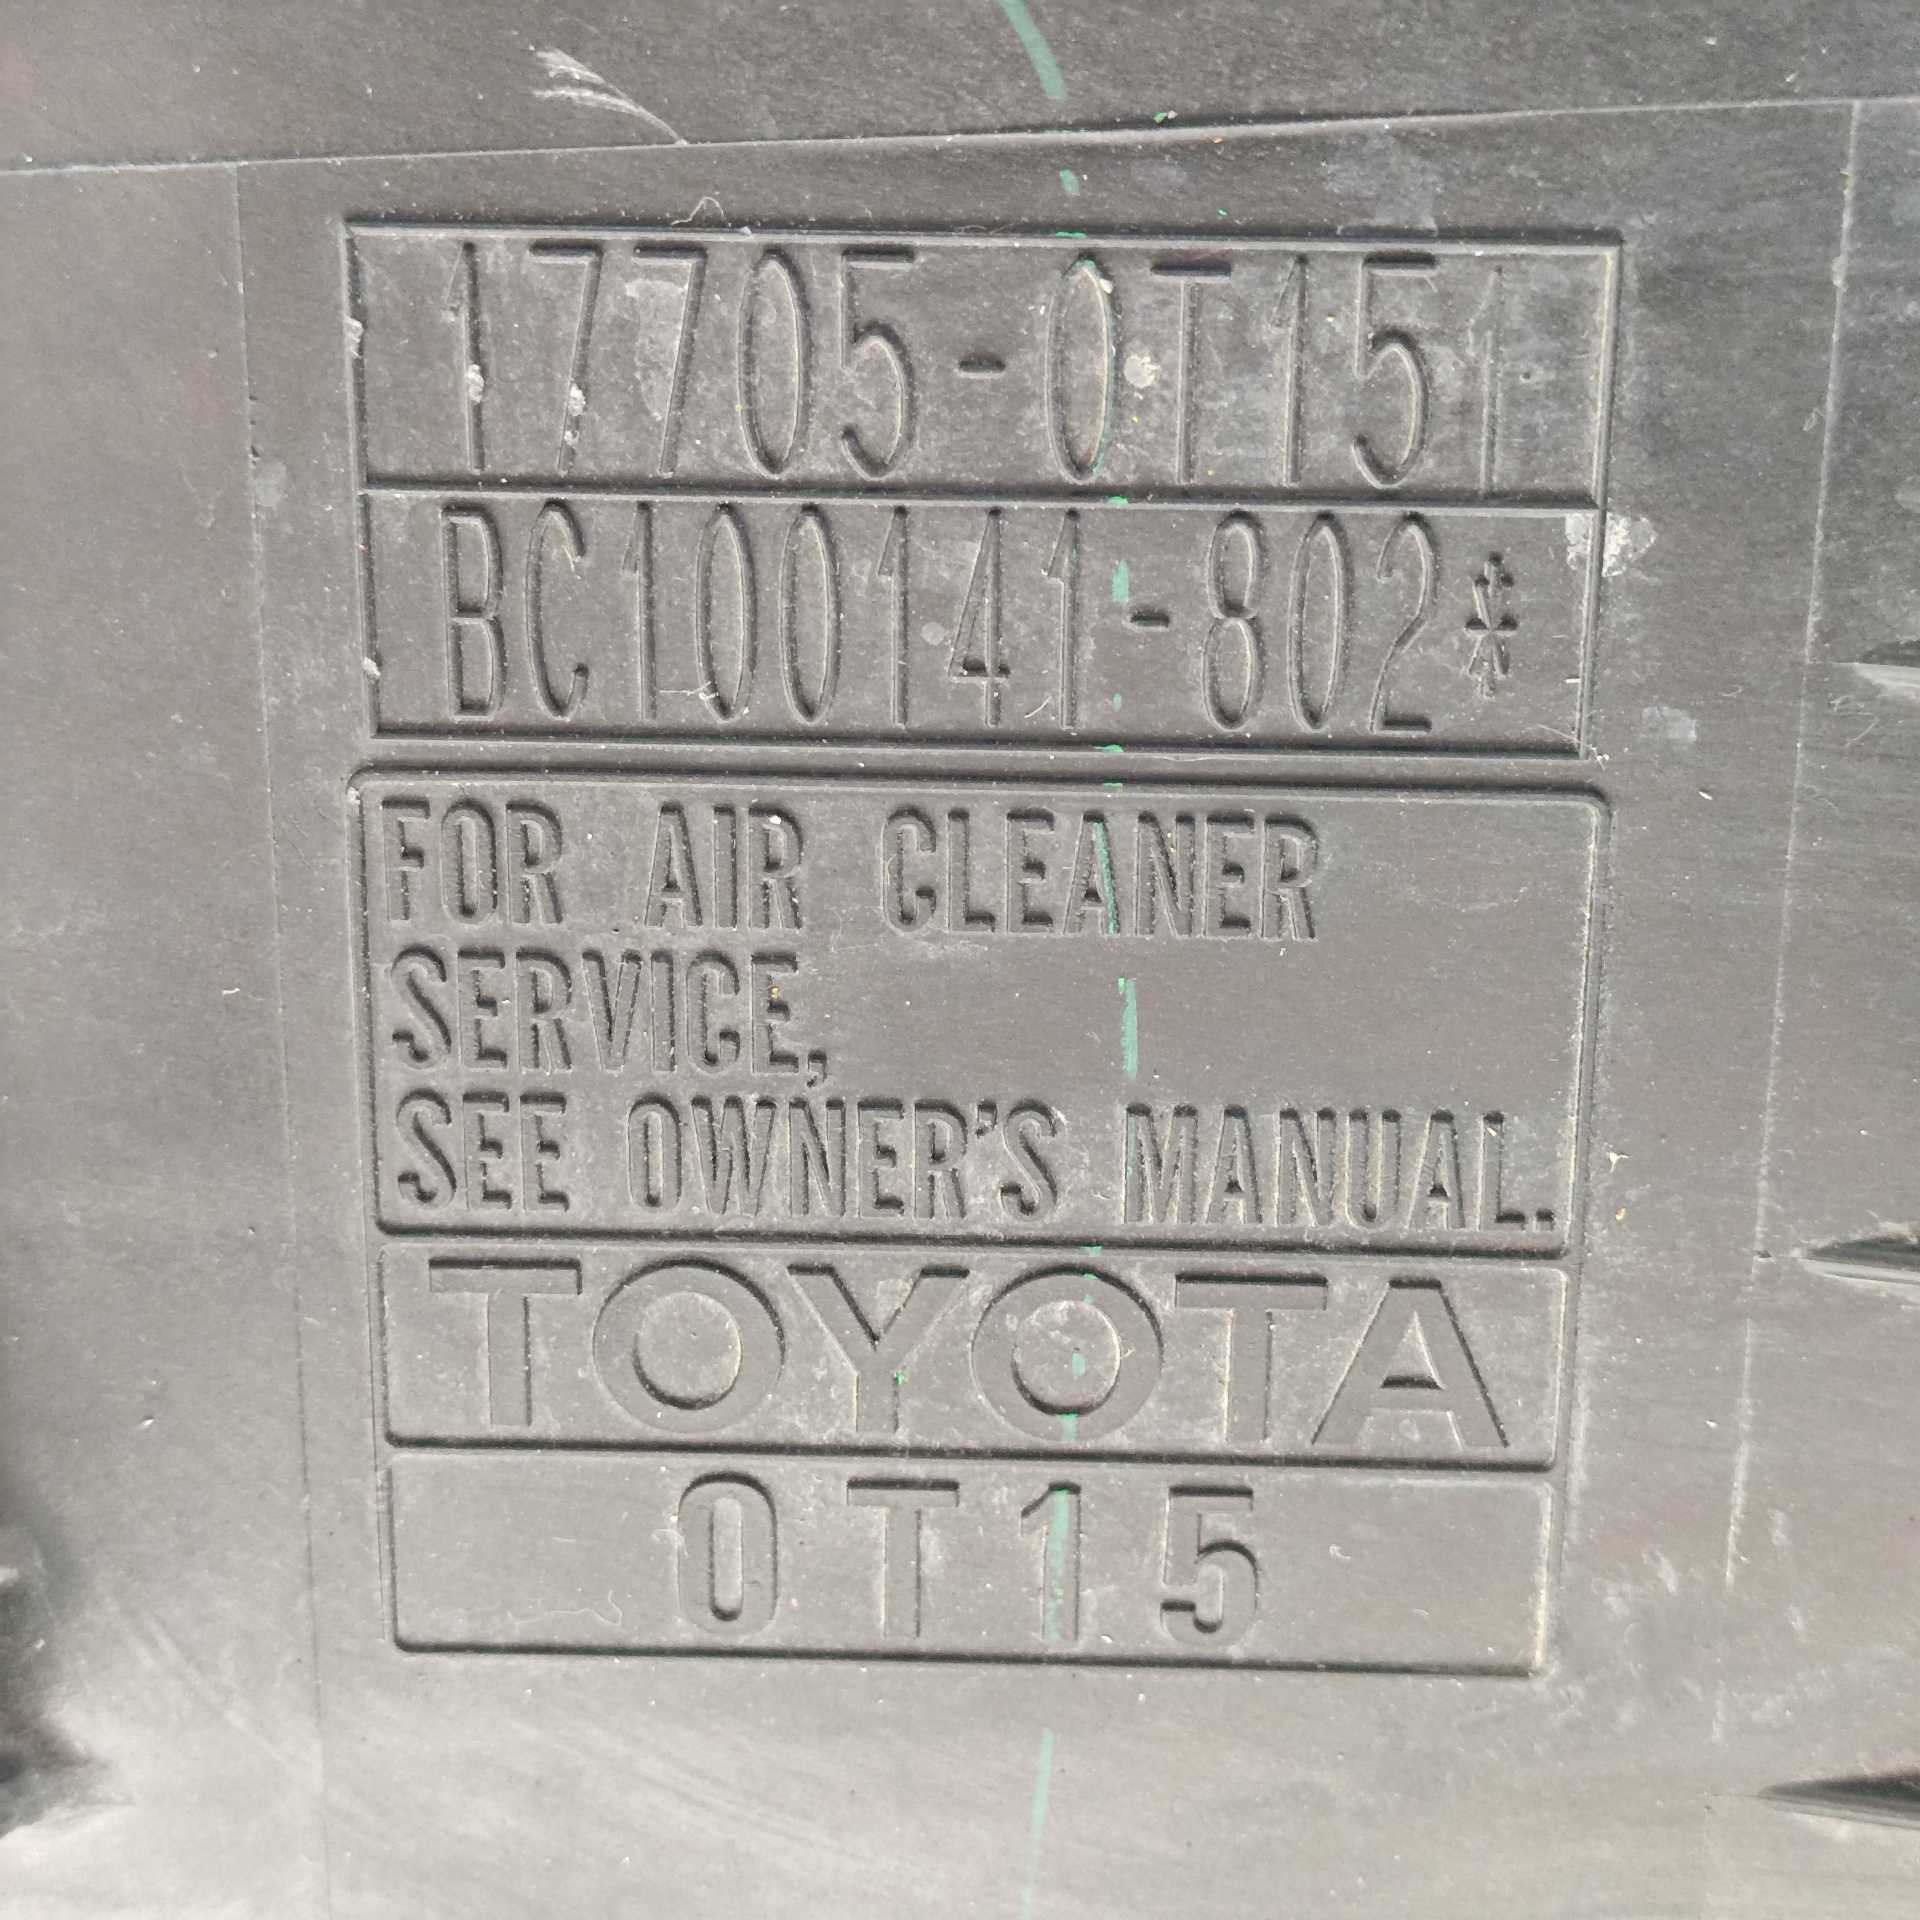 17705-0T151
BC100141-802*
FOR AIR CLEANER
SERVICE,
SEE OWNER'S MANUAL.
TOYOTA
0T15